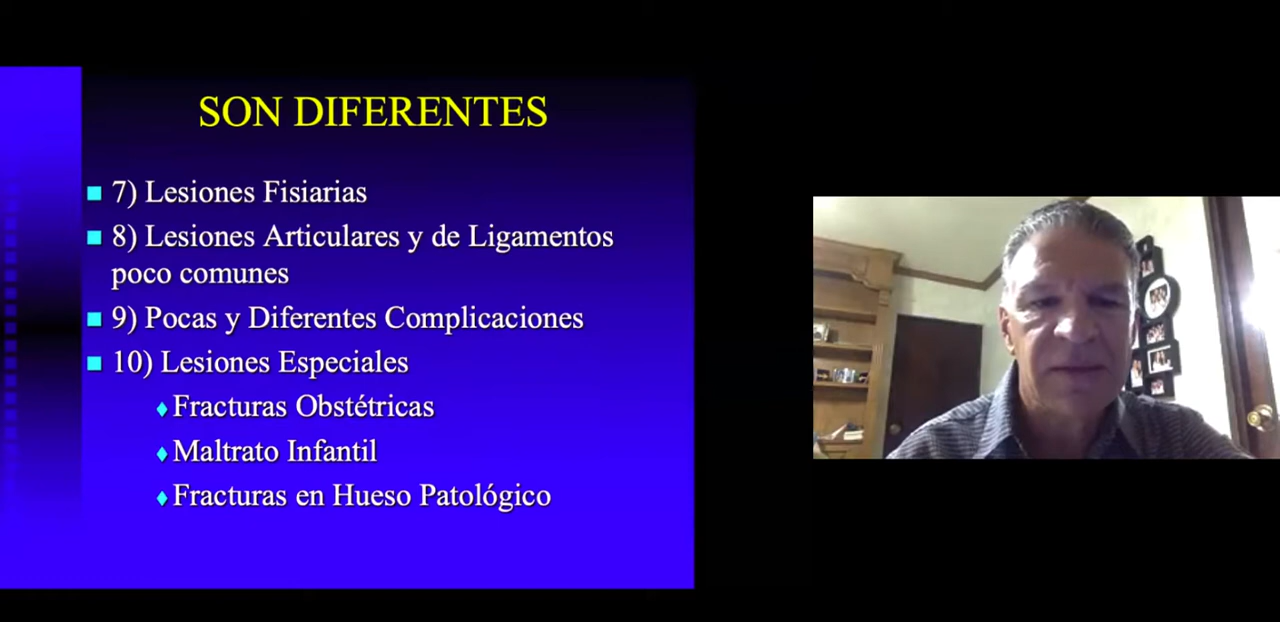 SON DIFERENTES
7) Lesiones Fisiarias
8) Lesiones Articulares y de Ligamentos
poco comunes
9) Pocas y Diferentes Complicaciones
10) Lesiones Especiales
Fracturas Obstétricas
Maltrato Infantil
Fracturas en Hueso Patológico